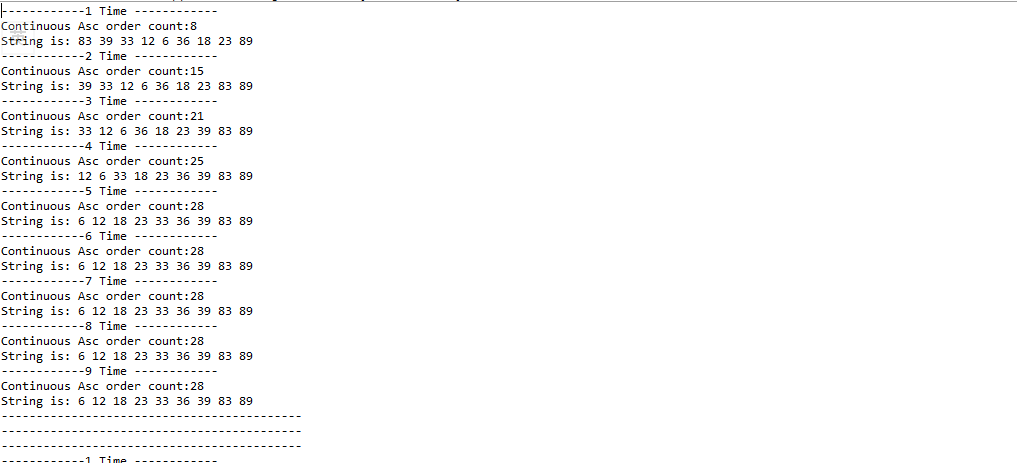 ------------1 Time ------------
Continuous Asc order count:8
String is: 83 39 33 12 6 36 18 23 89
------------2 Time ------------
Continuous Asc order count:15
String is: 39 33 12 6 36 18 23 83 89
------------3 Time ------------
Continuous Asc order count:21
String is: 33 12 6 36 18 23 39 83 89
------------4 Time ------------
Continuous Asc order count:25
String is: 12 6 33 18 23 36 39 83 89
------------5 Time ------------
Continuous Asc order count:28
String is: 6 12 18 23 33 36 39 83 89
------------6 Time ------------
Continuous Asc order count:28
String is: 6 12 18 23 33 36 39 83 89
------------7 Time ------------
Continuous Asc order count:28
String is: 6 12 18 23 33 36 39 83 89
------------8 Time ------------
Continuous Asc order count:28
String is: 6 12 18 23 33 36 39 83 89
------------9 Time ------------
Continuous Asc order count:28
String is: 6 12 18 23 33 36 39 83 89
-------------------------------------------
-------------------------------------------
-------------------------------------------
------------1 Time ------------